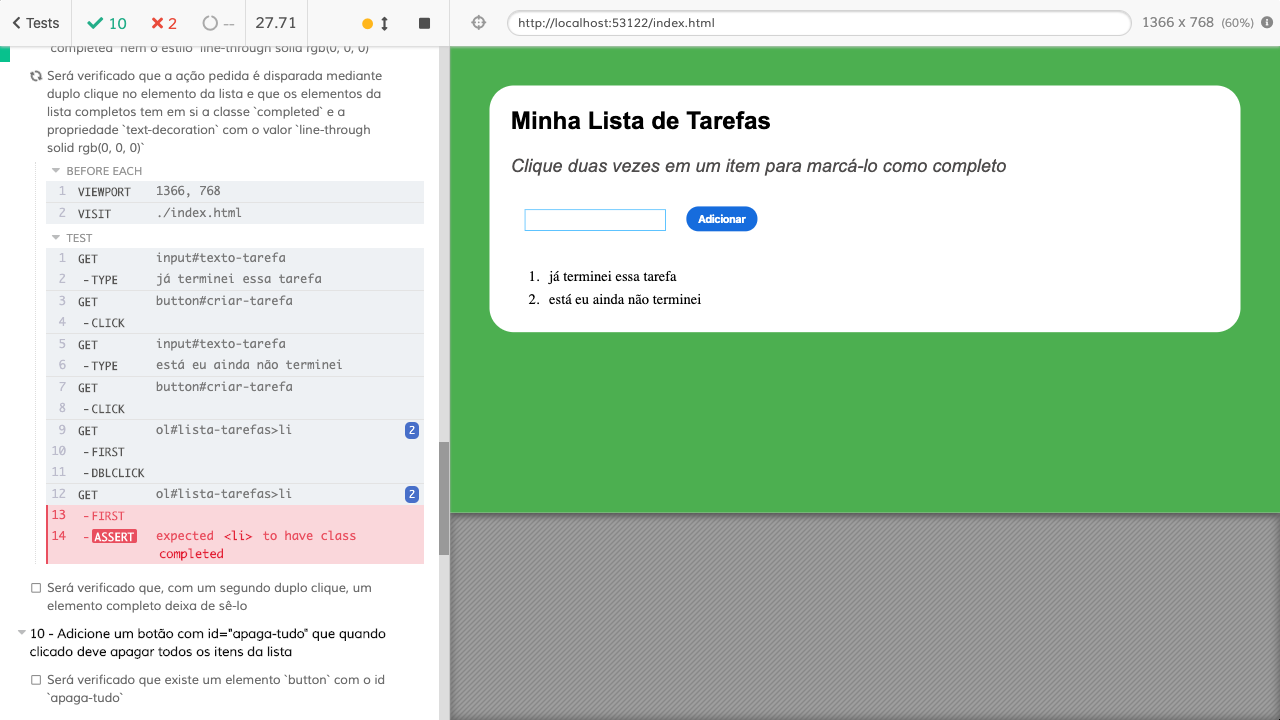 Tests
10
2
--
27.71
http://localhost:53122/index.html
1366 x 768 (60%)
`completed` nem o estilo `line-through solid rgb(0, 0, 0)`
Será verificado que a ação pedida é disparada mediante
duplo clique no elemento da lista e que os elementos da
lista completos tem em si a classe `completed` e a
propriedade `text-decoration` com o valor `line-through
solid rgb(0, 0, 0)`
BEFORE EACH
1 VIEWPORT 1366, 768
2 VISIT ./index.html
TEST
1 GET input#texto-tarefa
2 -TYPE já terminei essa tarefa
3 GET button#criar-tarefa
4 -CLICK
5 GET input#texto-tarefa
6 -TYPE está eu ainda não terminei
7 GET button#criar-tarefa
8 -CLICK
9 GET ol#lista-tarefas>li 2
10 -FIRST
11 -DBLCLICK
12 GET ol#lista-tarefas>li 2
13 -FIRST
14 -ASSERT expected <li> to have class
completed
Será verificado que, com um segundo duplo clique, um
elemento completo deixa de sê-lo
10 - Adicione um botão com id="apaga-tudo" que quando
clicado deve apagar todos os itens da lista
Será verificado que existe um elemento `button` com o id
`apaga-tudo`
Minha Lista de Tarefas
Clique duas vezes em um item para marcá-lo como completo
Adicionar
1. já terminei essa tarefa
2. está eu ainda não terminei